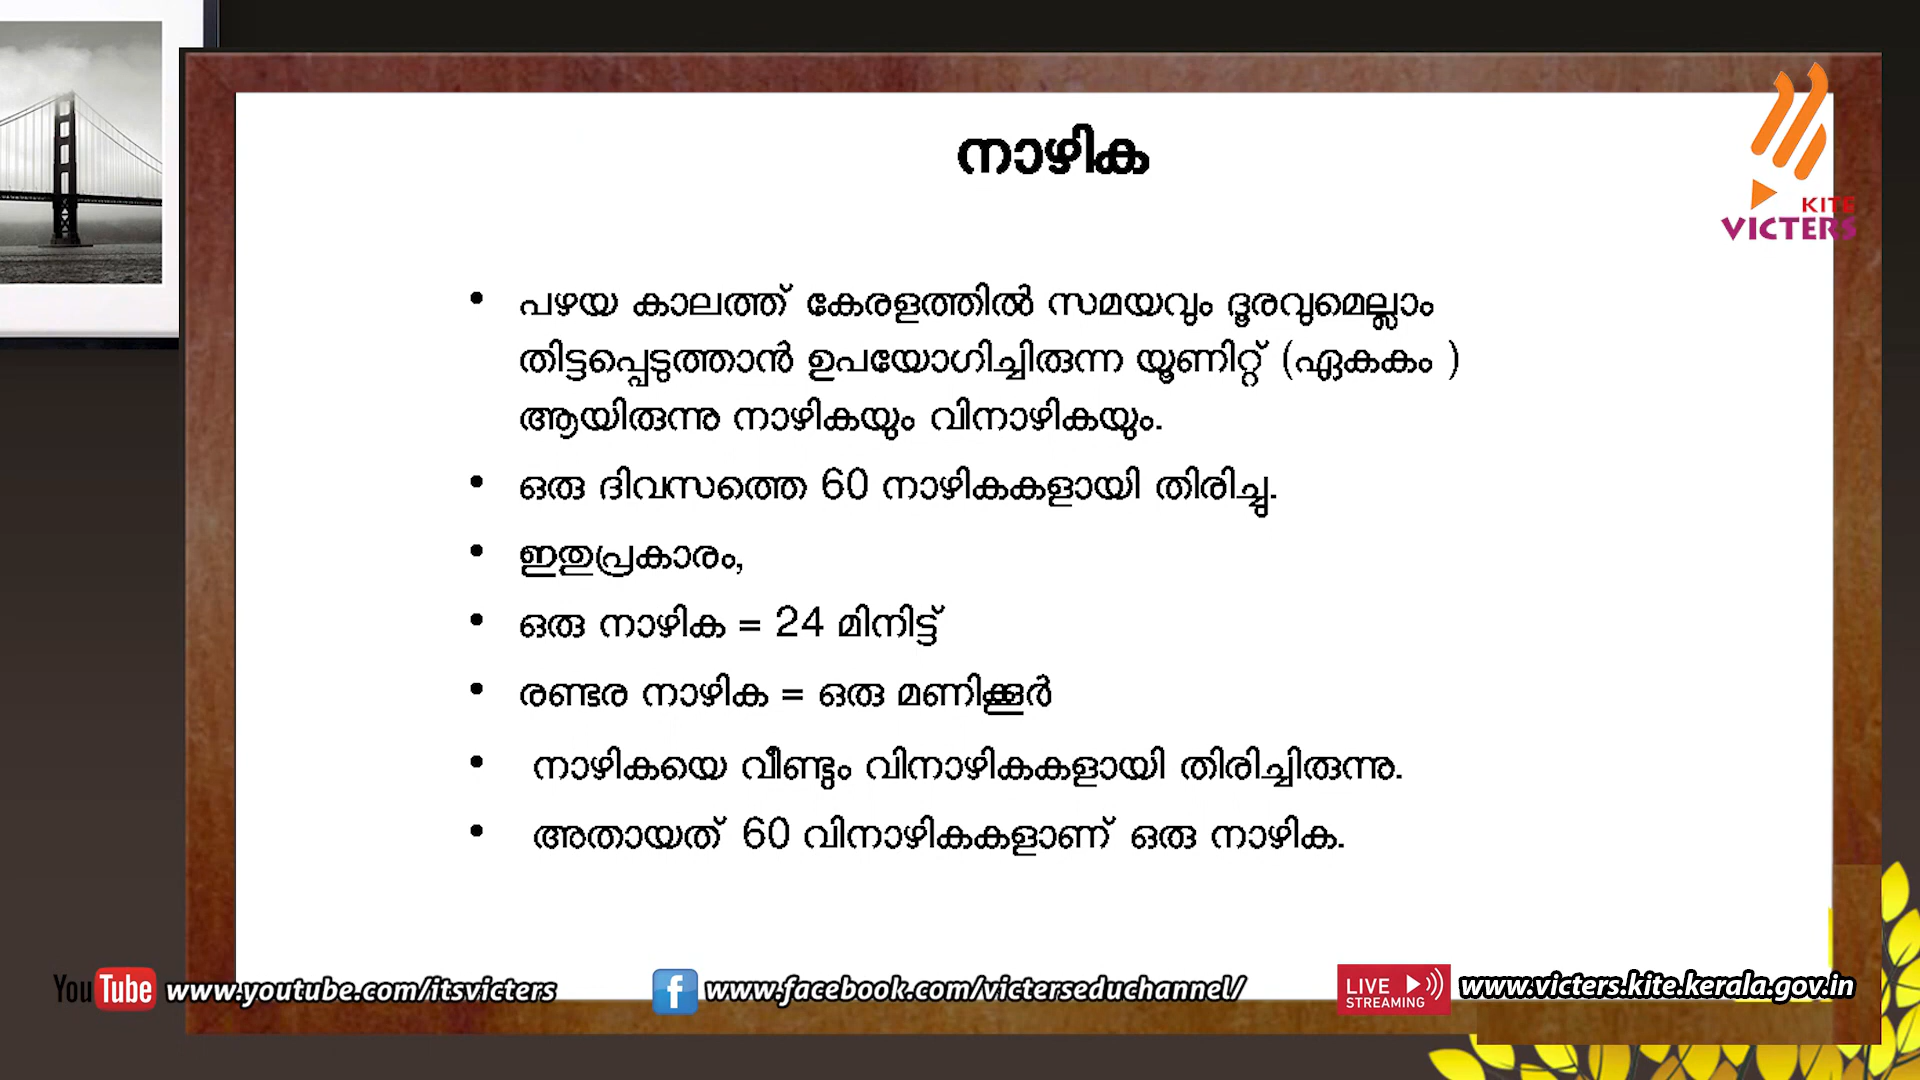 നാഴിക
KITE
VICTERS
• പഴയ കാലത്ത് കേരളത്തിൽ സമയവും ദൂരവുമെല്ലാം
തിട്ടപ്പെടുത്താൻ ഉപയോഗിച്ചിരുന്ന യൂണിറ്റ് (ഏകകം )
ആയിരുന്നു നാഴികയും വിനാഴികയും.
• ഒരു ദിവസത്തെ 60 നാഴികകളായി തിരിച്ചു.
• ഇതുപ്രകാരം,
• ഒരു നാഴിക = 24 മിനിട്ട്
• രണ്ടര നാഴിക = ഒരു മണിക്കൂർ
• നാഴികയെ വീണ്ടും വിനാഴികകളായി തിരിച്ചിരുന്നു.
• അതായത് 60 വിനാഴികകളാണ് ഒരു നാഴിക.
YouTube www.youtube.com/itsvicters
f www.facebook.com/victerseduchannel/
LIVE STREAMING www.victers.kite.kerala.gov.in